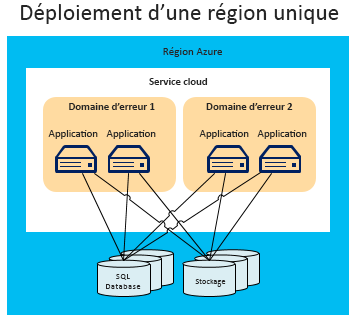 Déploiement d'une région unique
Région Azure
Service cloud
Domaine d'erreur 1
Domaine d'erreur 2
Application
Application
Application
Application
SQL
Database
Stockage